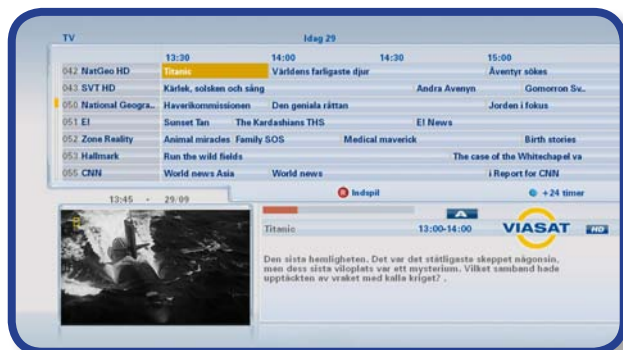 TV Idag 29
13:30 14:00 14:30 15:00
042 NatGeo HD Titanic Världens farligaste djur Äventyr sökes
043 SVT HD Kärlek, solsken och sång Andra Avenyn Gomorron Sv..
050 National Geogra.. Haverikommissionen Den geniala råttan Jorden i fokus
051 E! Sunset Tan The Kardashians THS E! News
052 Zone Reality Animal miracles Family SOS Medical maverick Birth stories
053 Hallmark Run the wild fields The case of the Whitechapel va
055 CNN World news Asia World news i Report for CNN
13:45 - 29/09 R Indspil +24 timer
A
Titanic 13:00-14:00 VIASAT HD
Den sista hemligheten. Det var det ståtligaste skeppet någonsin,
men dess sista viloplats var ett mysterium. Vilket samband hade
upptäckten av vraket med kalla kriget? .